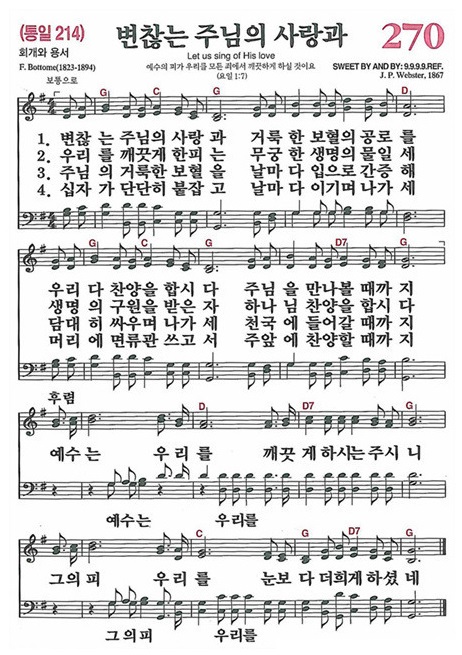 (통일 214) 변찮는 주님의 사랑과 270
회개와 용서 Let us sing of His love
F. Bottome(1823-1894) 예수의 피가 우리를 모든 죄에서 깨끗하게 하실 것이요 SWEET BY AND BY: 9.9.9.9.REF.
보통으로 (요일 1:7) J. P. Webster, 1867
G C G D
1. 변찮 는 주님의 사랑 과 거룩 한 보혈의 공로 를
2. 우리 를 깨끗게 한피 는 무궁 한 생명의 물일 세
3. 주님 의 거룩한 보혈 을 날마 다 입으로 간증 해
4. 십자 가 단단히 붙잡 고 날마 다 이기며 나가 세
G C G D7 G
우리 다 찬양을 합시 다 주님 을 만나볼 때까 지
생명 의 구원을 받은 자 하나 님 찬양을 합시 다
담대 히 싸우며 나가 세 천국 에 들어갈 때까 지
머리 에 면류관 쓰고 서 주앞 에 찬양할 때까 지
후렴
D D7 G
예수는 우리를 깨끗 게 하시는 주시 니
예수는 우리를
C G D7 G
그의 피 우리를 눈보 다 더희게 하셨 네
그의 피 우리를